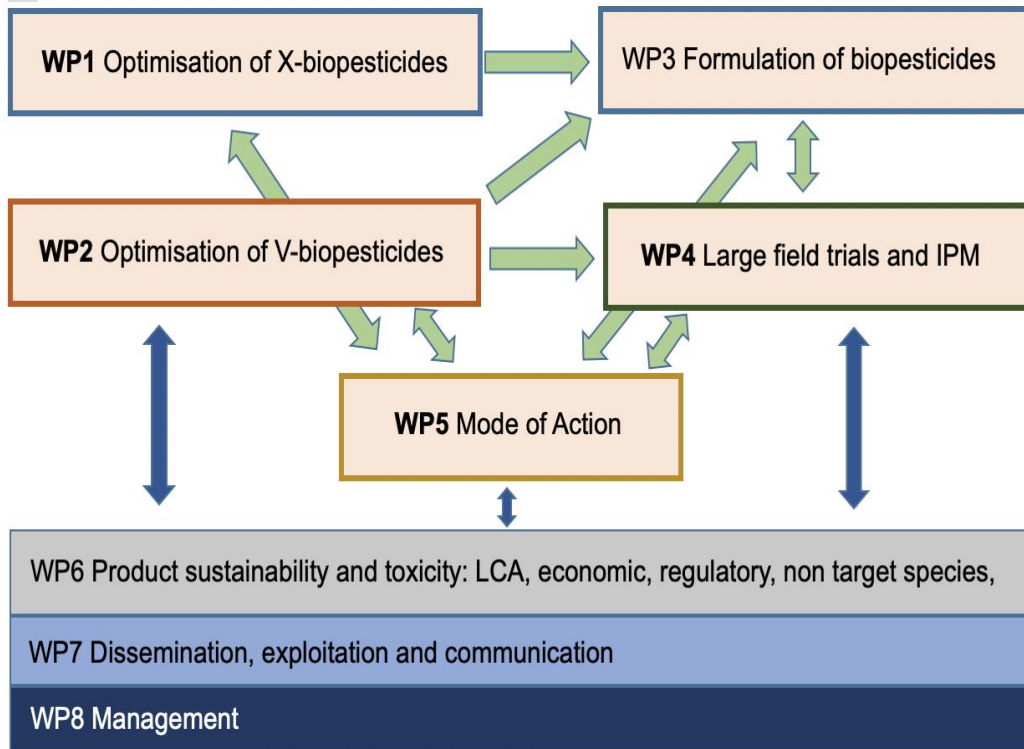 WP1 Optimisation of X-biopesticides
WP3 Formulation of biopesticides
WP2 Optimisation of V-biopesticides
WP4 Large field trials and IPM
WP5 Mode of Action
WP6 Product sustainability and toxicity: LCA, economic, regulatory, non target species,
WP7 Dissemination, exploitation and communication
WP8 Management